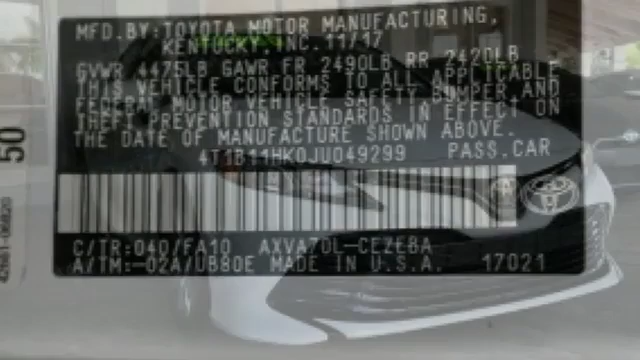 MFD.BY:TOYOTA MOTOR MANUFACTURING,
KENTUCKY, INC. 11/17
GVWR 4475LB GAWR FR 2490LB RR 2420LB
THIS VEHICLE CONFORMS TO ALL APPLICABLE
FEDERAL MOTOR VEHICLE SAFETY,BUMPER AND
THEFT PREVENTION STANDARDS IN EFFECT ON
THE DATE OF MANUFACTURE SHOWN ABOVE.
4T1B11HK0JU049299 PASS.CAR
C/TR:040/FA10 AXVA70L-CEZEBA
A/TM:-02A/UB80E MADE IN U.S.A. 17021
50